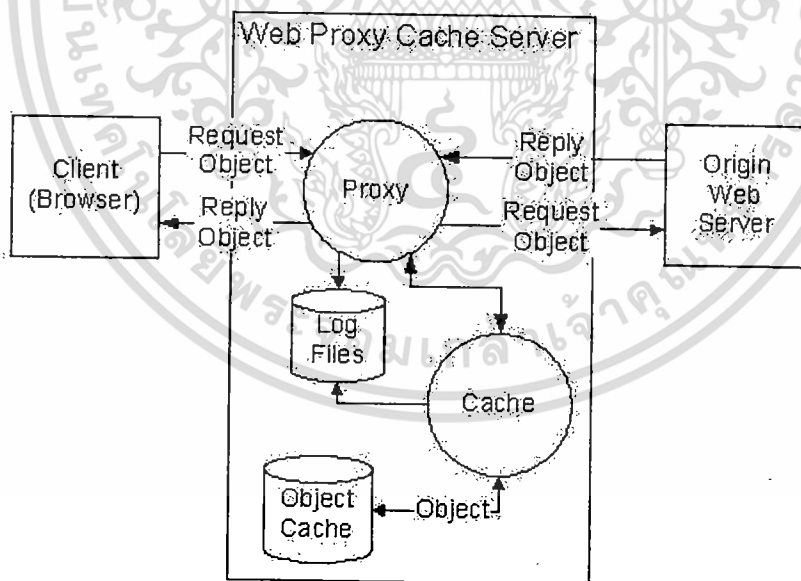 Web Proxy Cache Server
Client
(Browser)
Request
Object
Reply
Object
Proxy
Reply
Object
Request
Object
Origin
Web
Server
Log
Files
Cache
Object
Cache
Object